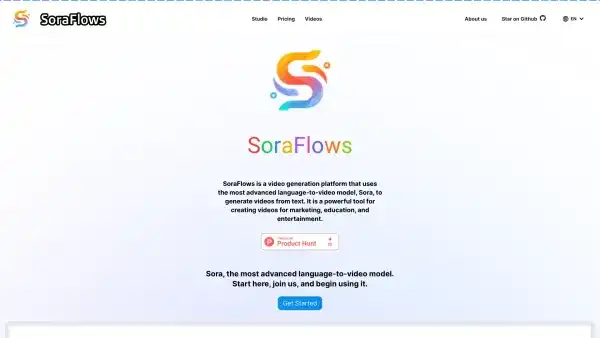 SoraFlows
Studio Pricing Videos
About us Star on Github EN
SoraFlows
SoraFlows is a video generation platform that uses
the most advanced language-to-video model, Sora, to
generate videos from text. It is a powerful tool for
creating videos for marketing, education, and
entertainment.
Product Hunt
Sora, the most advanced language-to-video model.
Start here, join us, and begin using it.
Get Started